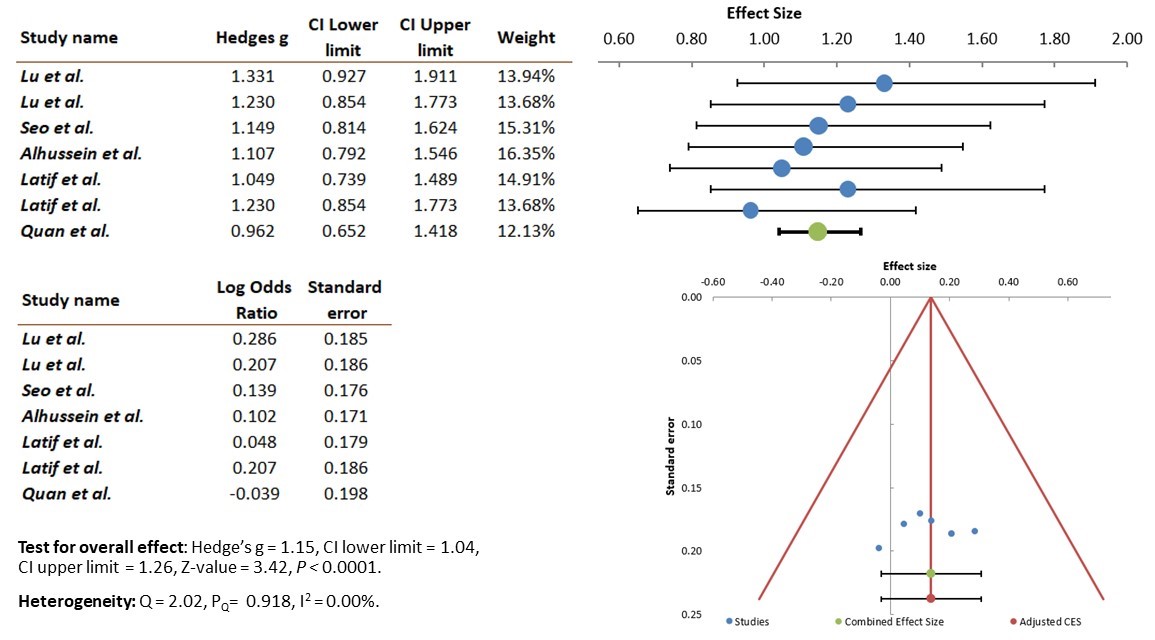 Study name Hedges g CI Lower limit CI Upper limit Weight
Lu et al. 1.331 0.927 1.911 13.94%
Lu et al. 1.230 0.854 1.773 13.68%
Seo et al. 1.149 0.814 1.624 15.31%
Alhussein et al. 1.107 0.792 1.546 16.35%
Latif et al. 1.049 0.739 1.489 14.91%
Latif et al. 1.230 0.854 1.773 13.68%
Quan et al. 0.962 0.652 1.418 12.13%
Effect Size
0.60 0.80 1.00 1.20 1.40 1.60 1.80 2.00
Study name Log Odds Ratio Standard error
Lu et al. 0.286 0.185
Lu et al. 0.207 0.186
Seo et al. 0.139 0.176
Alhussein et al. 0.102 0.171
Latif et al. 0.048 0.179
Latif et al. 0.207 0.186
Quan et al. -0.039 0.198
Effect size
-0.60 -0.40 -0.20 0.00 0.20 0.40 0.60
0.00
0.05
0.10
0.15
0.20
0.25
Standard error
Studies Combined Effect Size Adjusted CES
Test for overall effect: Hedge’s g = 1.15, CI lower limit = 1.04,
CI upper limit = 1.26, Z-value = 3.42, P < 0.0001.
Heterogeneity: Q = 2.02, PQ= 0.918, I² = 0.00%.